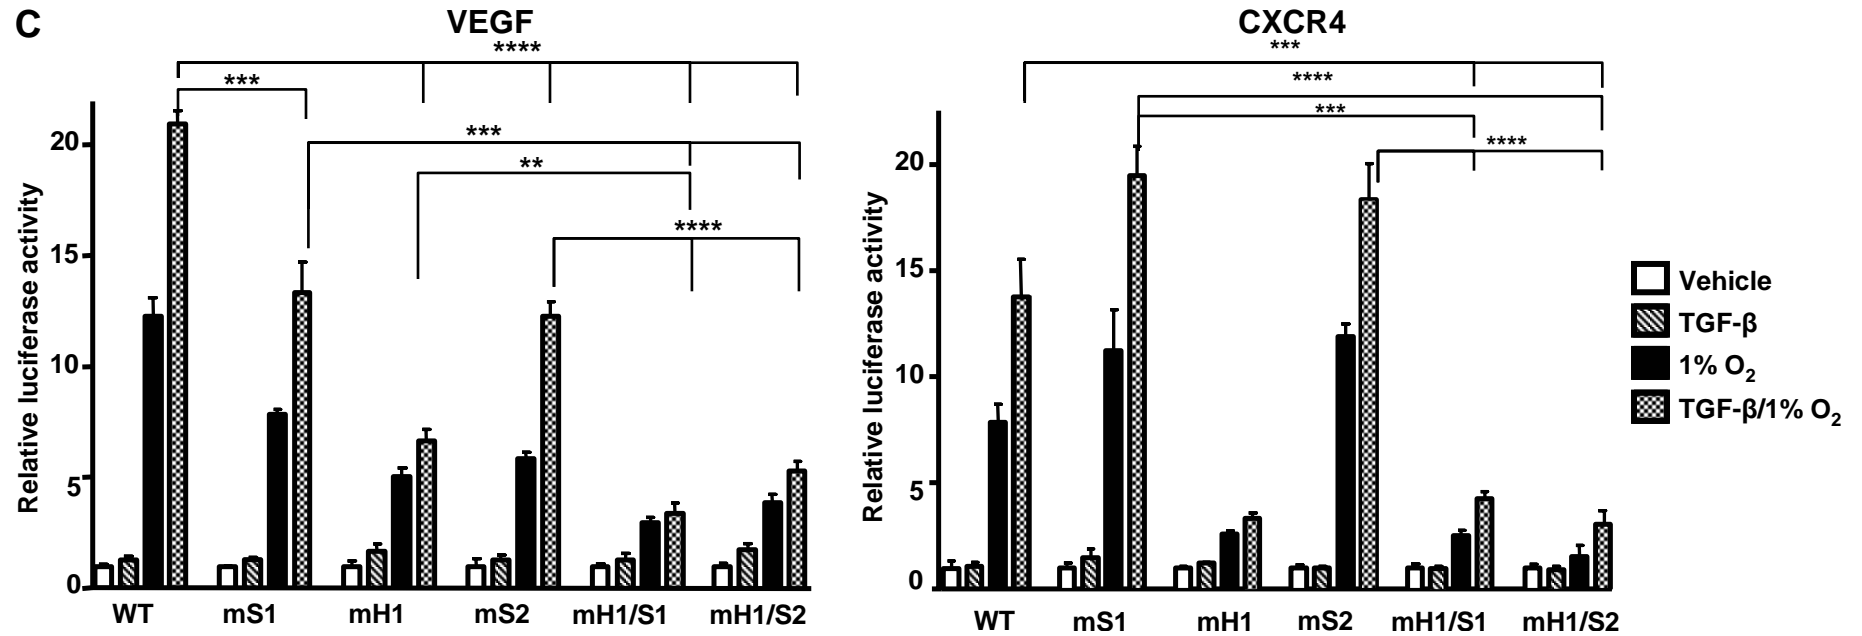 C
VEGF
****
***
***
**
****
Relative luciferase activity
20
15
10
5
0
WT mS1 mH1 mS2 mH1/S1 mH1/S2
CXCR4
***
****
***
****
Relative luciferase activity
20
15
10
5
0
WT mS1 mH1 mS2 mH1/S1 mH1/S2
Vehicle
TGF-β
1% O₂
TGF-β/1% O₂